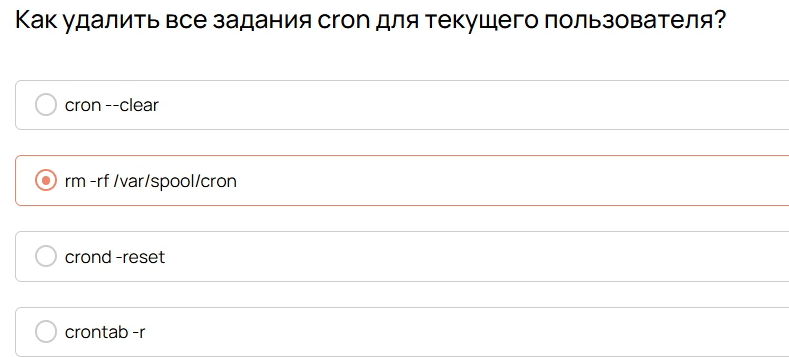 Как удалить все задания cron для текущего пользователя?
cron --clear
rm -rf /var/spool/cron
crond -reset
crontab -r